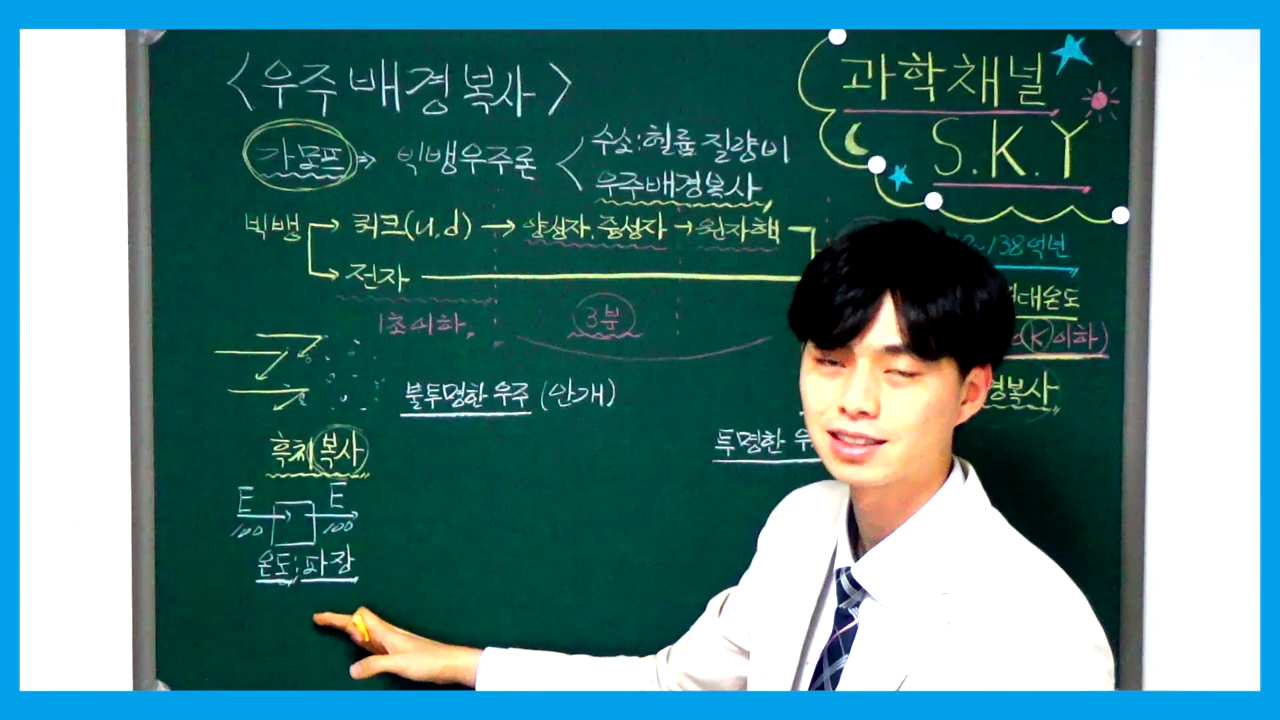 <우주배경복사>
과학채널
S.K.Y
가모프 ⇒ 빅뱅우주론
수소:헬륨 질량비
우주배경복사
빅뱅 → 쿼크(u,d) → 양성자, 중성자 → 원자핵
→ 전자
138억년
대온도
K 이하)
1초이하,
3분
불투명한 우주 (안개)
복사
투명한
흑체복사
E E
100 100
온도:파장